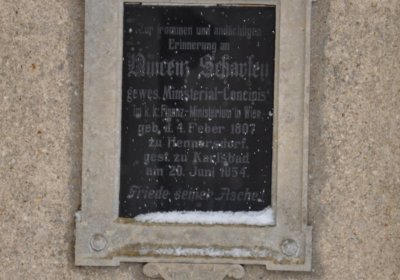 Zur frommen und andächtigen
Erinnerung an
Vincenz
gewes. Ministerial-Concipist
im k. k. Finanz-Ministerium in Wien,
geb. d. 4. Feber 1807
zu Hennersdorf,
gest. zu Karlsbad
am 20. Juni 1854.
Friede seiner Asche!